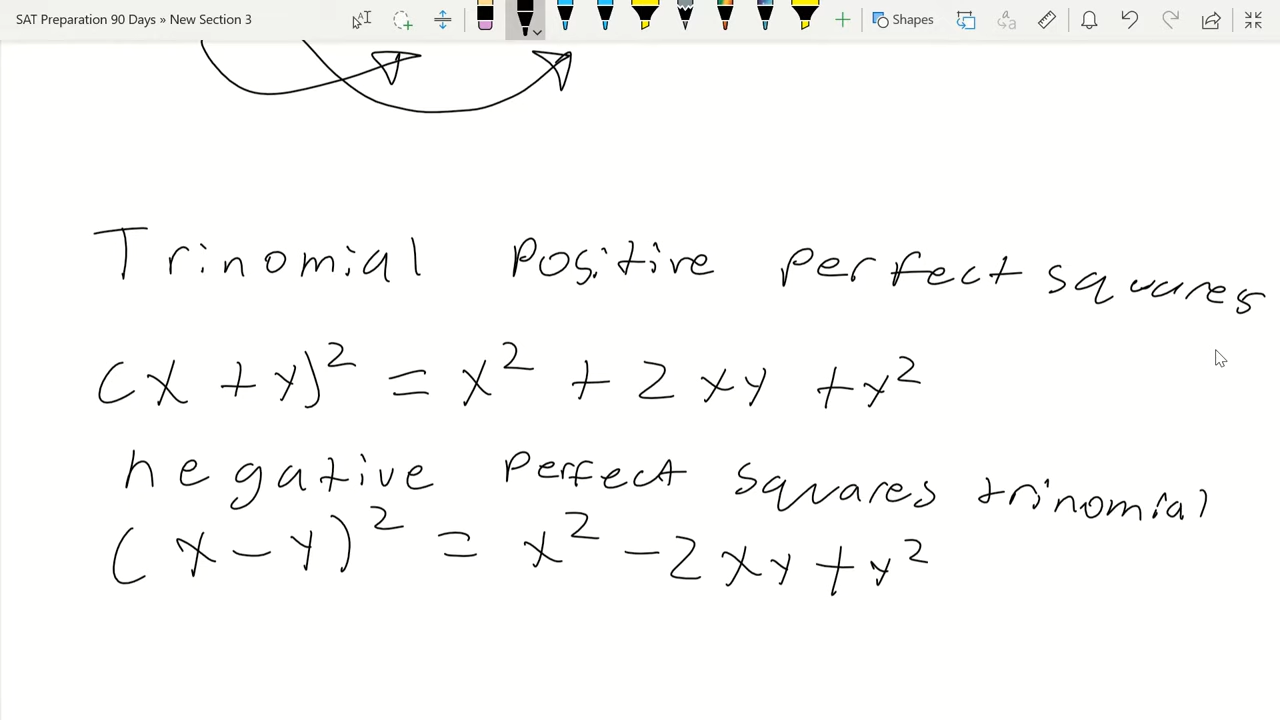 SAT Preparation 90 Days » New Section 3
Shapes
Trinomial Positive perfect squares
(x + y)² = x² + 2xy + y²
negative Perfect squares trinomial
(x - y)² = x² - 2xy + y²